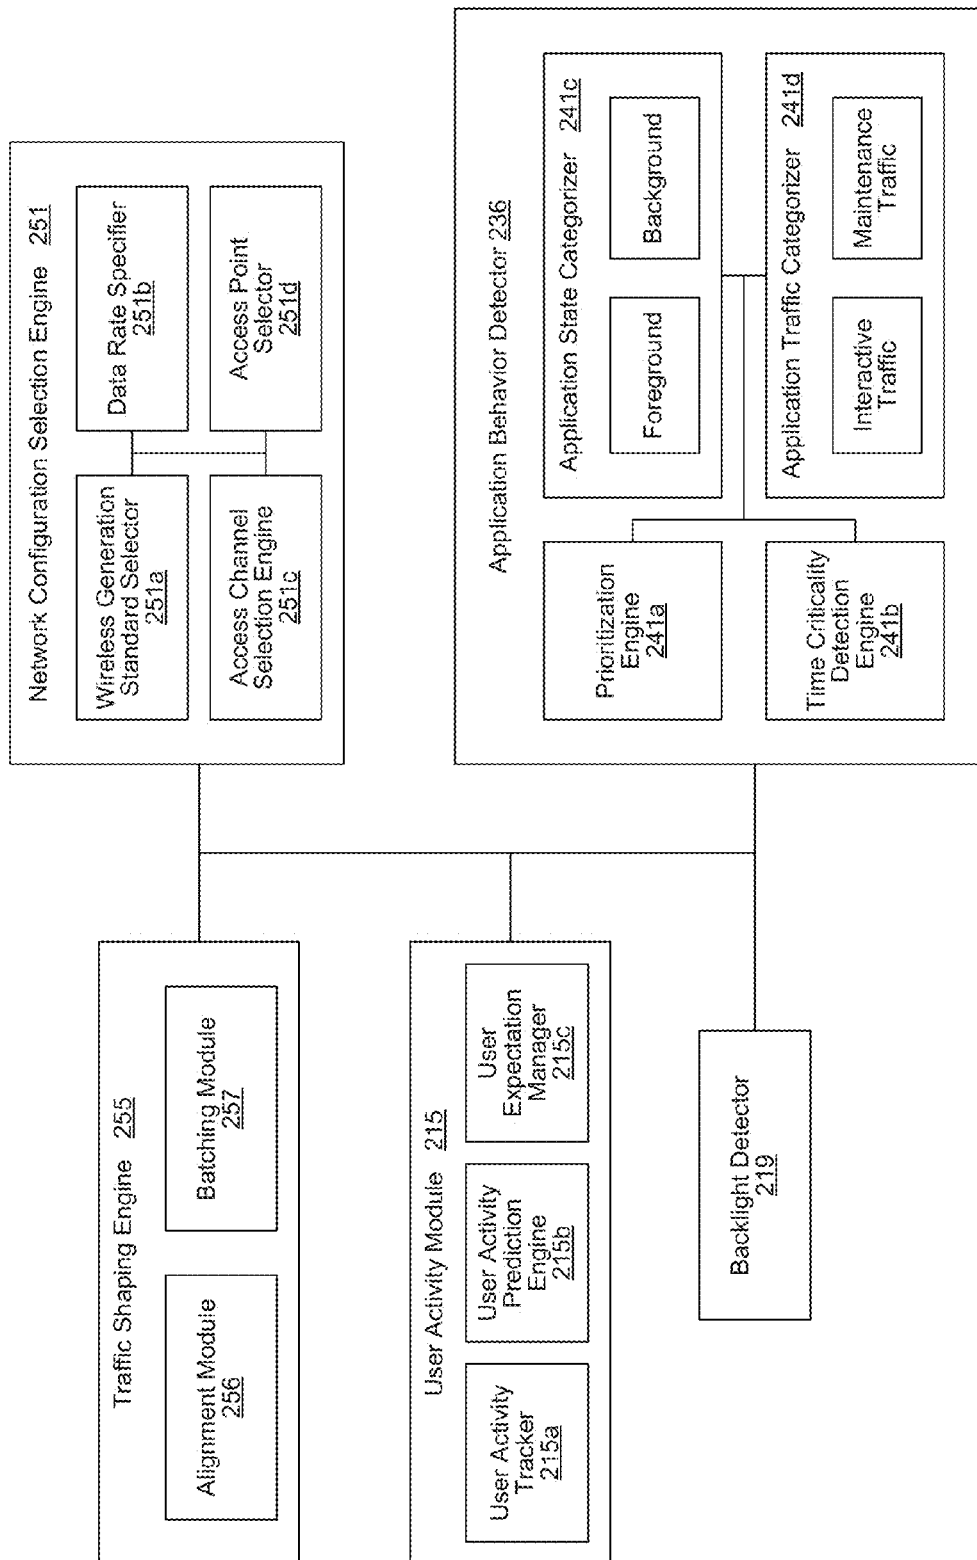 Traffic Shaping Engine 255
Alignment Module
256
Batching Module
257
User Activity Module 215
User Activity
Tracker
215a
User Activity
Prediction
Engine
215b
User
Expectation
Manager
215c
Backlight Detector
219
Network Configuration Selection Engine 251
Wireless Generation
Standard Selector
251a
Data Rate Specifier
251b
Access Channel
Selection Engine
251c
Access Point
Selector
251d
Application Behavior Detector 236
Prioritization
Engine
241a
Time Criticality
Detection
Engine
241b
Application State Categorizer 241c
Foreground
Background
Application Traffic Categorizer 241d
Interactive
Traffic
Maintenance
Traffic